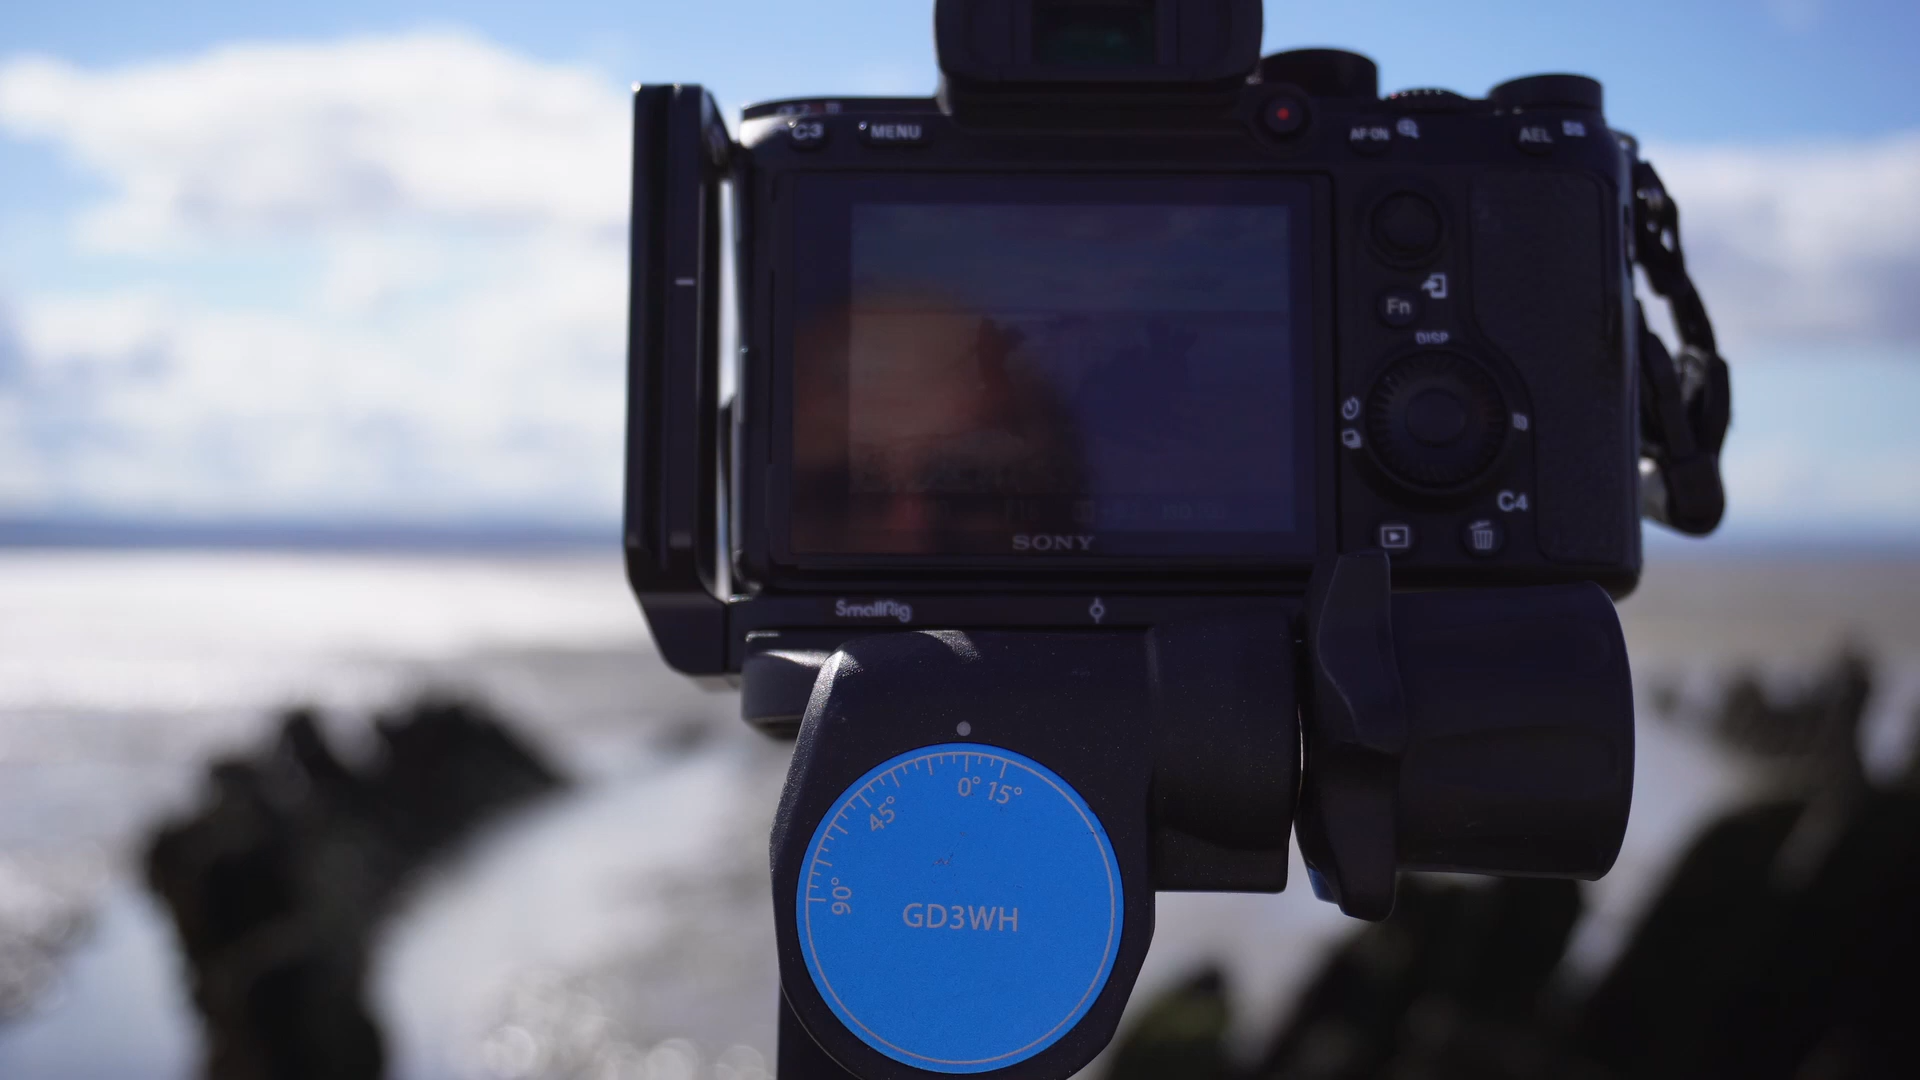 C3
MENU
AF-ON
AEL
Fn
DISP
C4
SONY
SmallRig
0° 15°
45°
90°
GD3WH